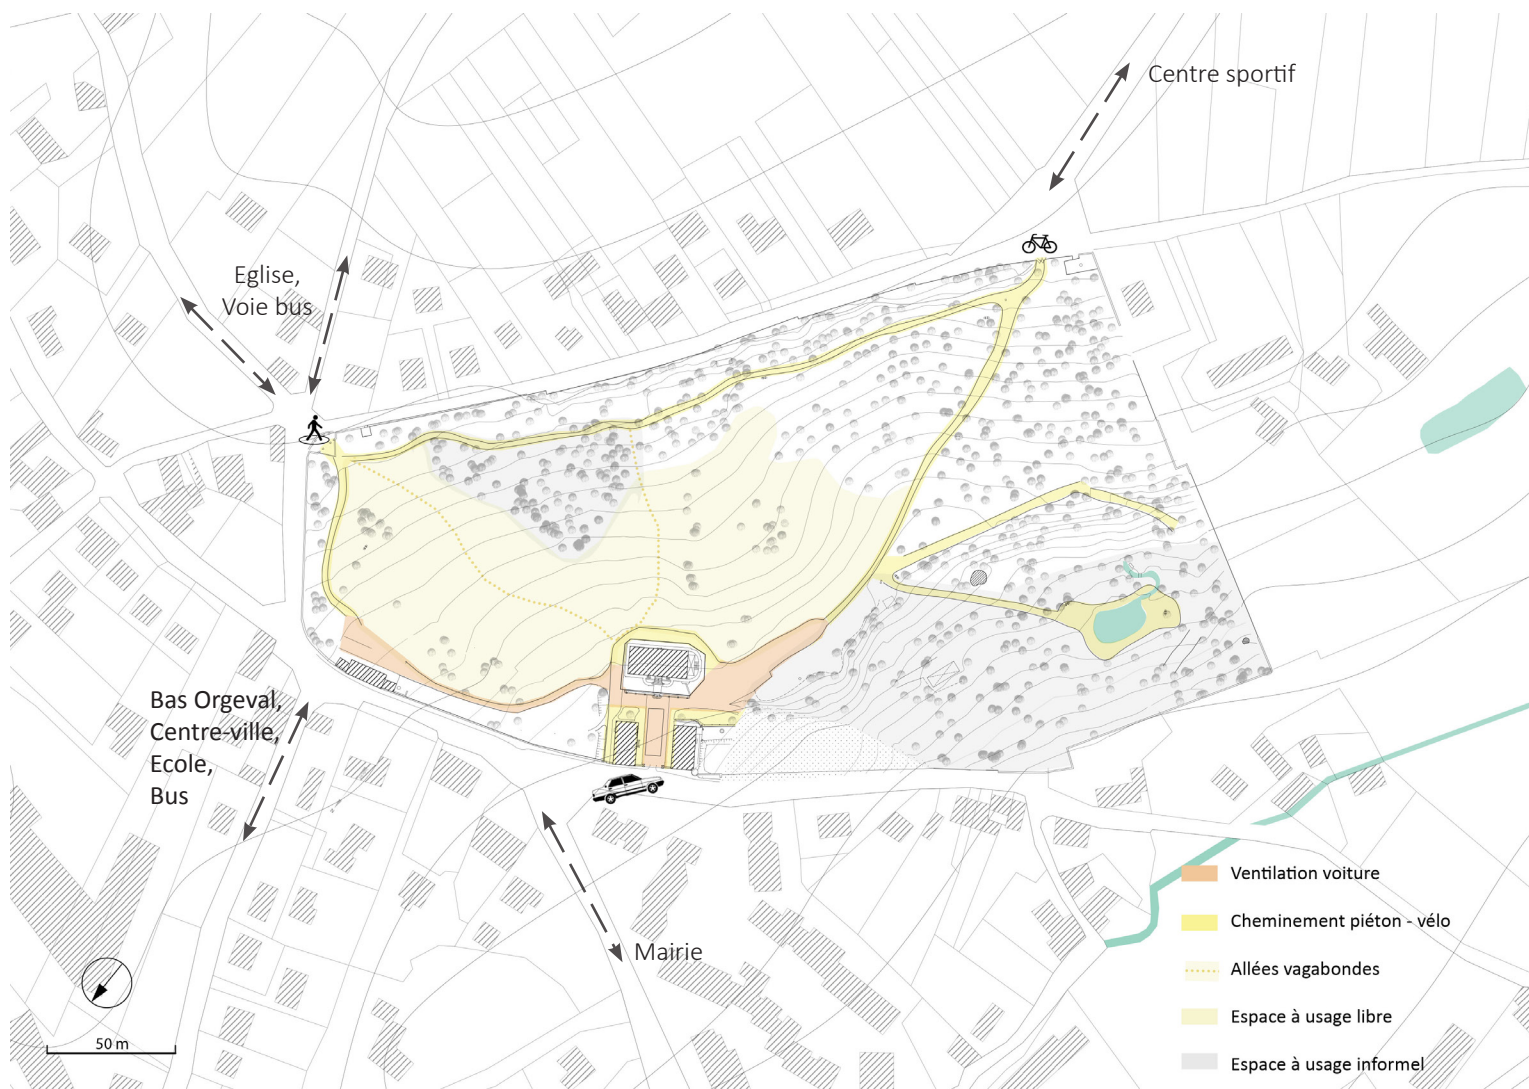 Centre sportif
Eglise,
Voie bus
Bas Orgeval,
Centre-ville,
Ecole,
Bus
Mairie
50 m
Ventilation voiture
Cheminement piéton - vélo
Allées vagabondes
Espace à usage libre
Espace à usage informel